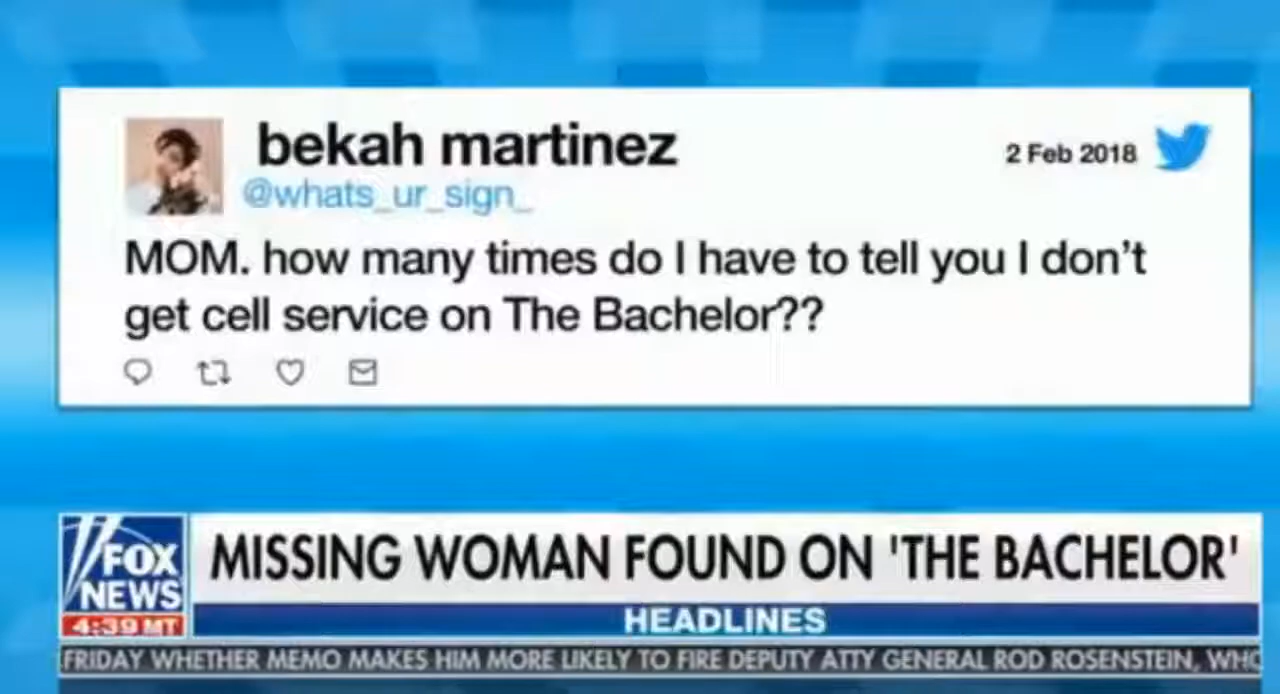 bekah martinez
2 Feb 2018
@whats_ur_sign_
MOM. how many times do I have to tell you I don't
get cell service on The Bachelor??
FOX
NEWS
MISSING WOMAN FOUND ON 'THE BACHELOR'
4:39 MT
HEADLINES
FRIDAY WHETHER MEMO MAKES HIM MORE LIKELY TO FIRE DEPUTY ATTY GENERAL ROD ROSENSTEIN, WHO